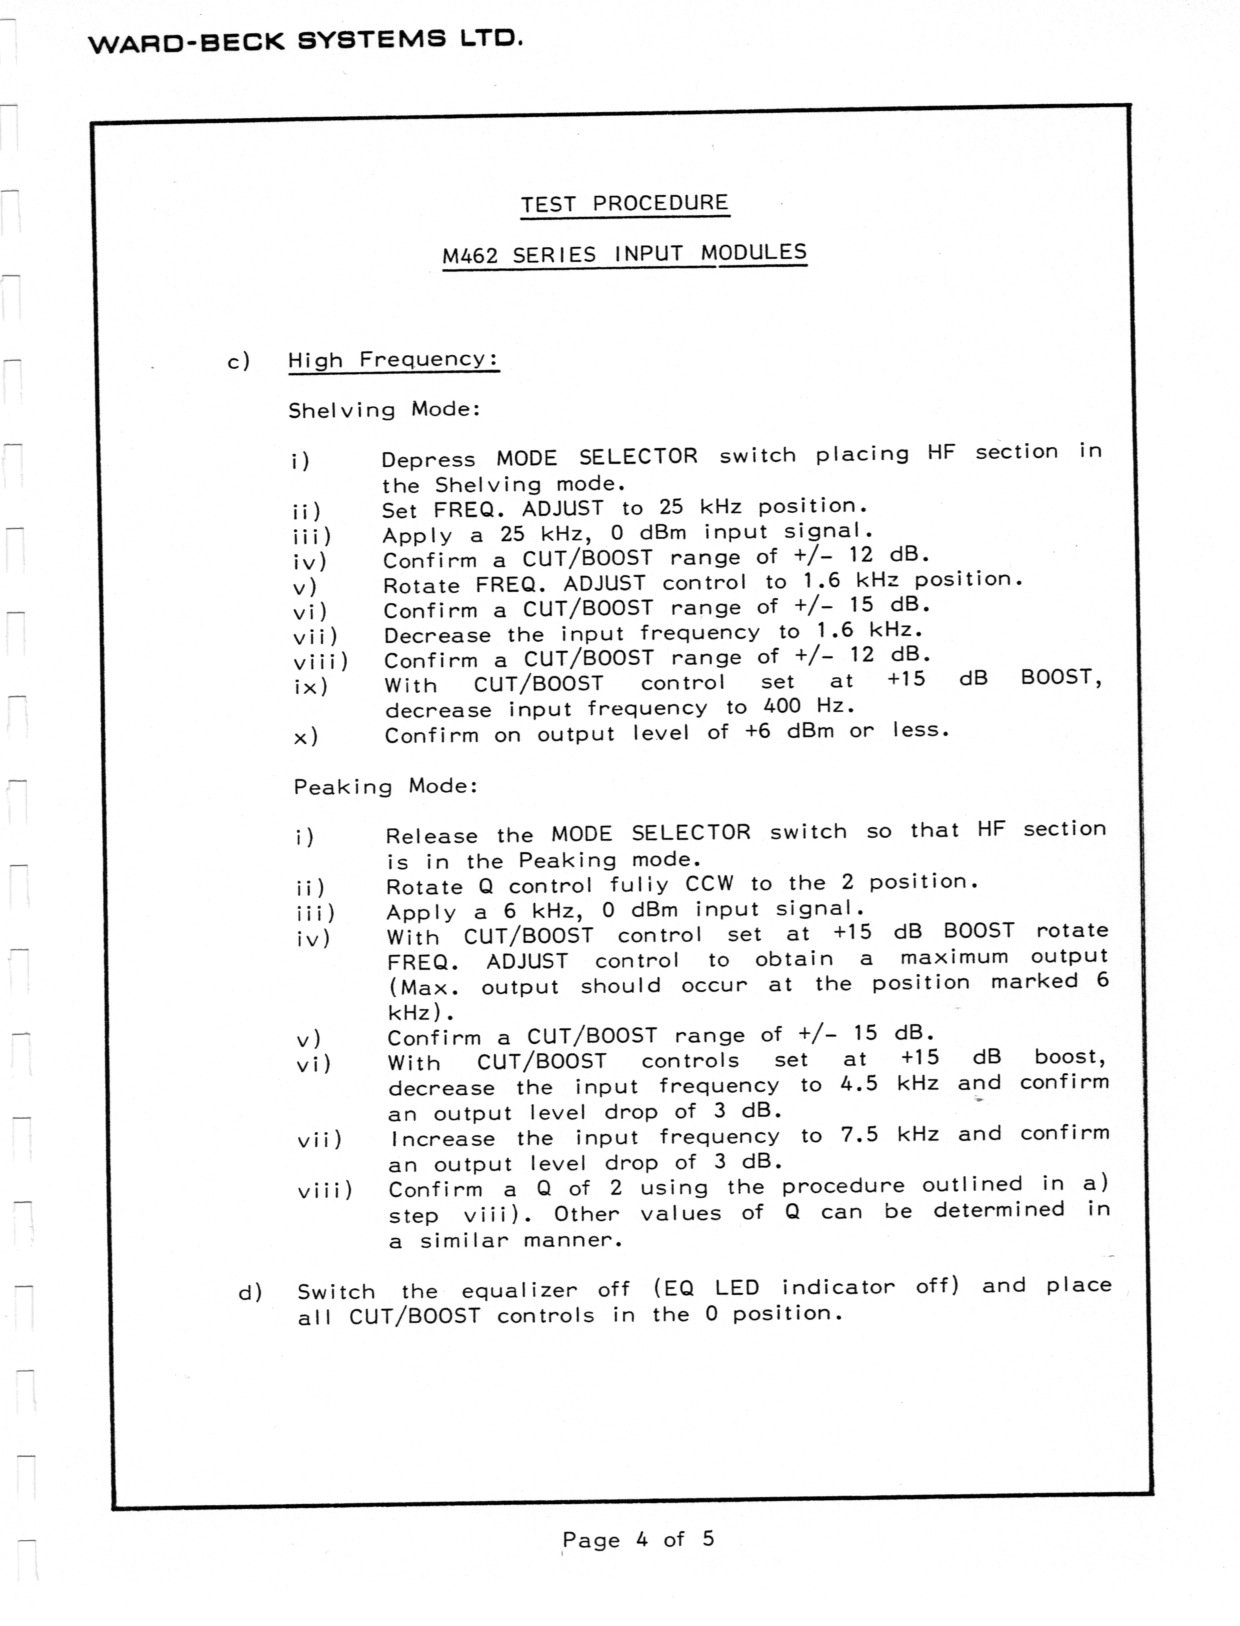 WARD-BECK SYSTEMS LTD.
TEST PROCEDURE
M462 SERIES INPUT MODULES
c) High Frequency:
Shelving Mode:
i) Depress MODE SELECTOR switch placing HF section in
the Shelving mode.
ii) Set FREQ. ADJUST to 25 kHz position.
iii) Apply a 25 kHz, 0 dBm input signal.
iv) Confirm a CUT/BOOST range of +/- 12 dB.
v) Rotate FREQ. ADJUST control to 1.6 kHz position.
vi) Confirm a CUT/BOOST range of +/- 15 dB.
vii) Decrease the input frequency to 1.6 kHz.
viii) Confirm a CUT/BOOST range of +/- 12 dB.
ix) With CUT/BOOST control set at +15 dB BOOST,
decrease input frequency to 400 Hz.
x) Confirm on output level of +6 dBm or less.
Peaking Mode:
i) Release the MODE SELECTOR switch so that HF section
is in the Peaking mode.
ii) Rotate Q control fully CCW to the 2 position.
iii) Apply a 6 kHz, 0 dBm input signal.
iv) With CUT/BOOST control set at +15 dB BOOST rotate
FREQ. ADJUST control to obtain a maximum output
(Max. output should occur at the position marked 6
kHz).
v) Confirm a CUT/BOOST range of +/- 15 dB.
vi) With CUT/BOOST controls set at +15 dB boost,
decrease the input frequency to 4.5 kHz and confirm
an output level drop of 3 dB.
vii) Increase the input frequency to 7.5 kHz and confirm
an output level drop of 3 dB.
viii) Confirm a Q of 2 using the procedure outlined in a)
step viii). Other values of Q can be determined in
a similar manner.
d) Switch the equalizer off (EQ LED indicator off) and place
all CUT/BOOST controls in the 0 position.
Page 4 of 5